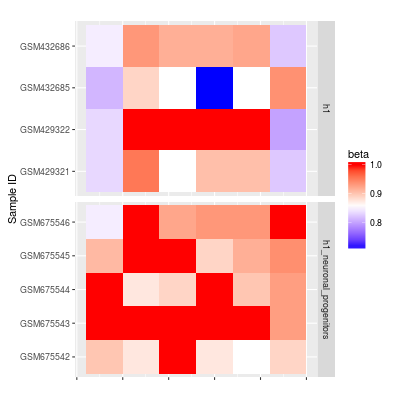 Sample ID
GSM432686
GSM432685
GSM429322
GSM429321
h1
GSM675546
GSM675545
GSM675544
GSM675543
GSM675542
h1_neuronal_progenitors
beta
1.0
0.9
0.8